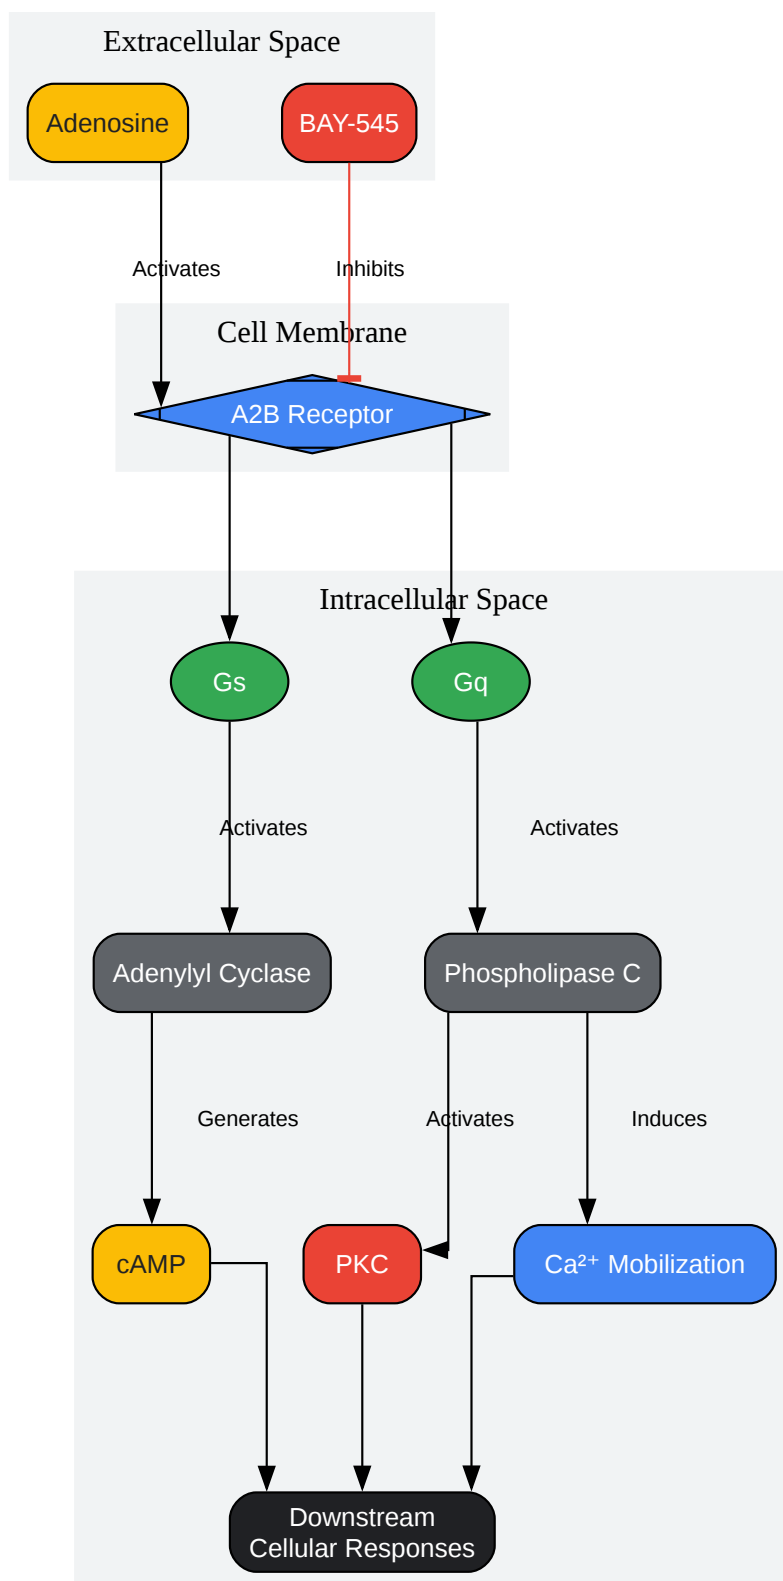 Extracellular Space
Adenosine
BAY-545
Activates
Inhibits
Cell Membrane
A2B Receptor
Intracellular Space
Gs
Gq
Activates
Activates
Adenylyl Cyclase
Phospholipase C
Generates
Activates
Induces
cAMP
PKC
Ca²⁺ Mobilization
Downstream
Cellular Responses